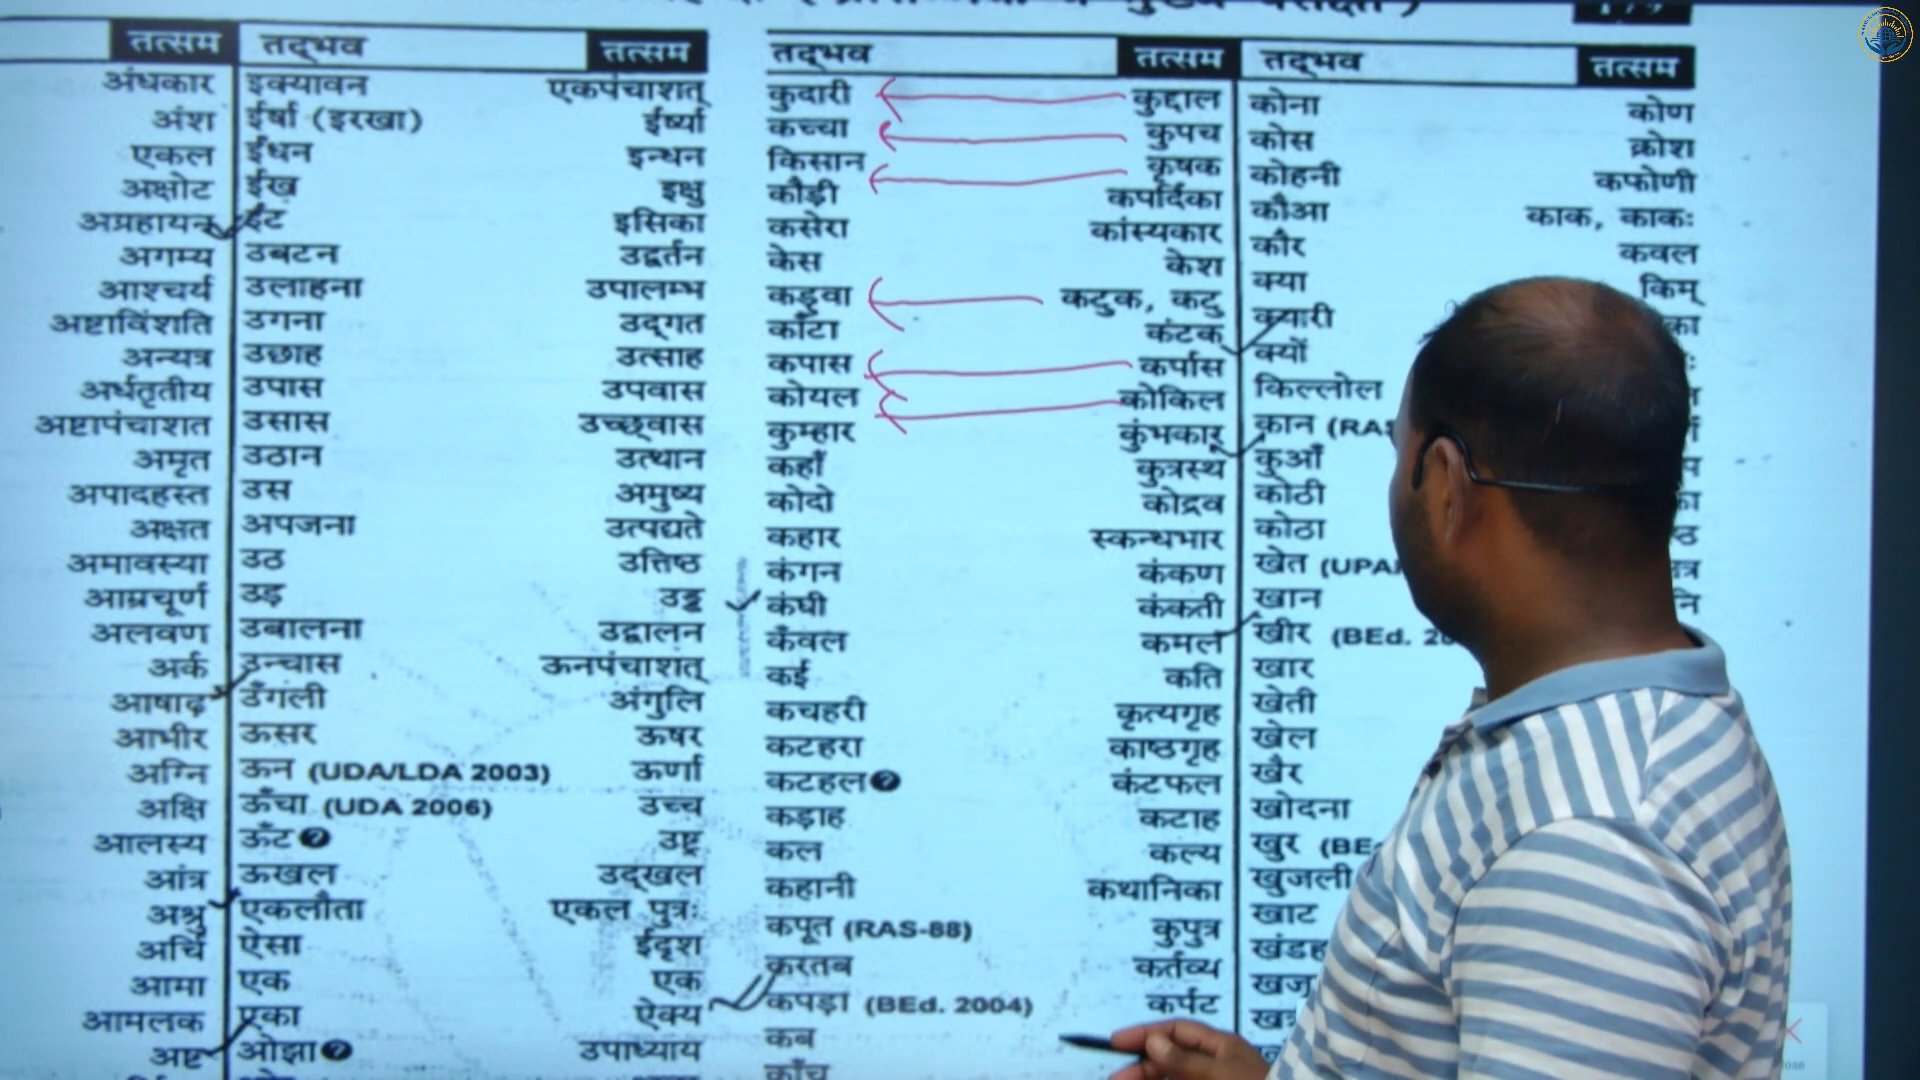 तत्सम तद्भव तत्सम तद्भव तत्सम तद्भव तत्सम
अंधकार इक्यावन एकपंचाशत् कुदारी कुद्दाल कोना कोण
अंश ईर्षा (इरखा) ईर्ष्या कच्चा कुपच कोस क्रोश
एकल ईंधन इन्धन किसान कृषक कोहनी कफोणी
अक्षोट ईख इक्षु कौड़ी कपर्दिका कौआ काक, काकः
अग्रहायन ईंट इसिका कसेरा कांस्यकार कौर कवल
अगम्य उबटन उद्वर्तन केस केश क्या किम्
आश्चर्य उलाहना उपालम्भ कड़ुवा कटुक, कटु क्यारी
अष्टाविंशति उगना उद्गत काँटा कंटक क्यों
अन्यत्र उछाह उत्साह कपास कर्पास किल्लोल
अर्धतृतीय उपास उपवास कोयल कोकिल कान (RAS
अष्टापंचाशत उसास उच्छ्वास कुम्हार कुंभकार कुआँ
अमृत उठान उत्थान कहाँ कुत्रस्थ कोठी
अपादहस्त उस अमुष्य कोदो कोद्रव कोठा
अक्षत अपजना उत्पद्यते कहार स्कन्धभार खेत (UPA
अमावस्या उठ उत्तिष्ठ कंगन कंकण खान
आम्रचूर्ण उड़ उड्ड कंघी कंकती खीर (BEd. 20
अलवण उबालना उद्वालन कँवल कमल खार
अर्क उन्चास ऊनपंचाशत् कई कति खेती
आषाढ़ उँगली अंगुलि कचहरी कृत्यगृह खेल
आभीर ऊसर ऊषर कटहरा काष्ठगृह खैर
अग्नि ऊन (UDA/LDA 2003) ऊर्णा कटहल कंटफल खोदना
अक्षि ऊँचा (UDA 2006) उच्च कड़ाह कटाह खुर (BE
आलस्य ऊँट उष्ट्र कल कल्य खुजली
आंत्र ऊखल उद्खल कहानी कथानिका खाट
अश्रु एकलौता एकल पुत्रः कपूत (RAS-88) कुपुत्र
अर्चि ऐसा ईदृश करतब कर्तव्य
आमा एक एक कपड़ा (BEd. 2004) कर्पट
आमलक एका ऐक्य कब
अष्ट ओझा उपाध्याय काँच